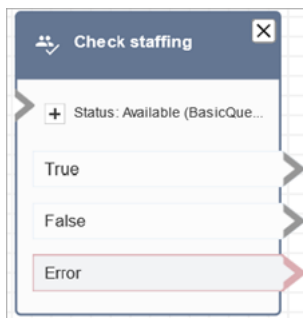 Check staffing
Status: Available (BasicQue...
True
False
Error